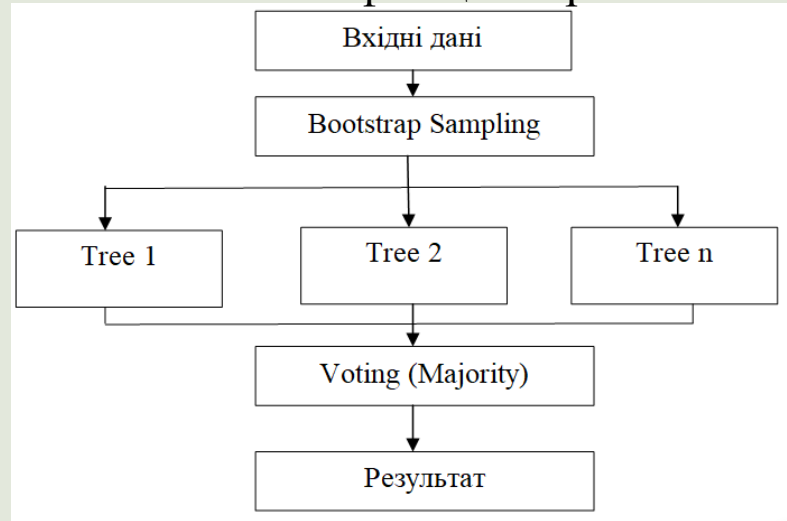 Вхідні дані
Bootstrap Sampling
Tree 1
Tree 2
Tree n
Voting (Majority)
Результат